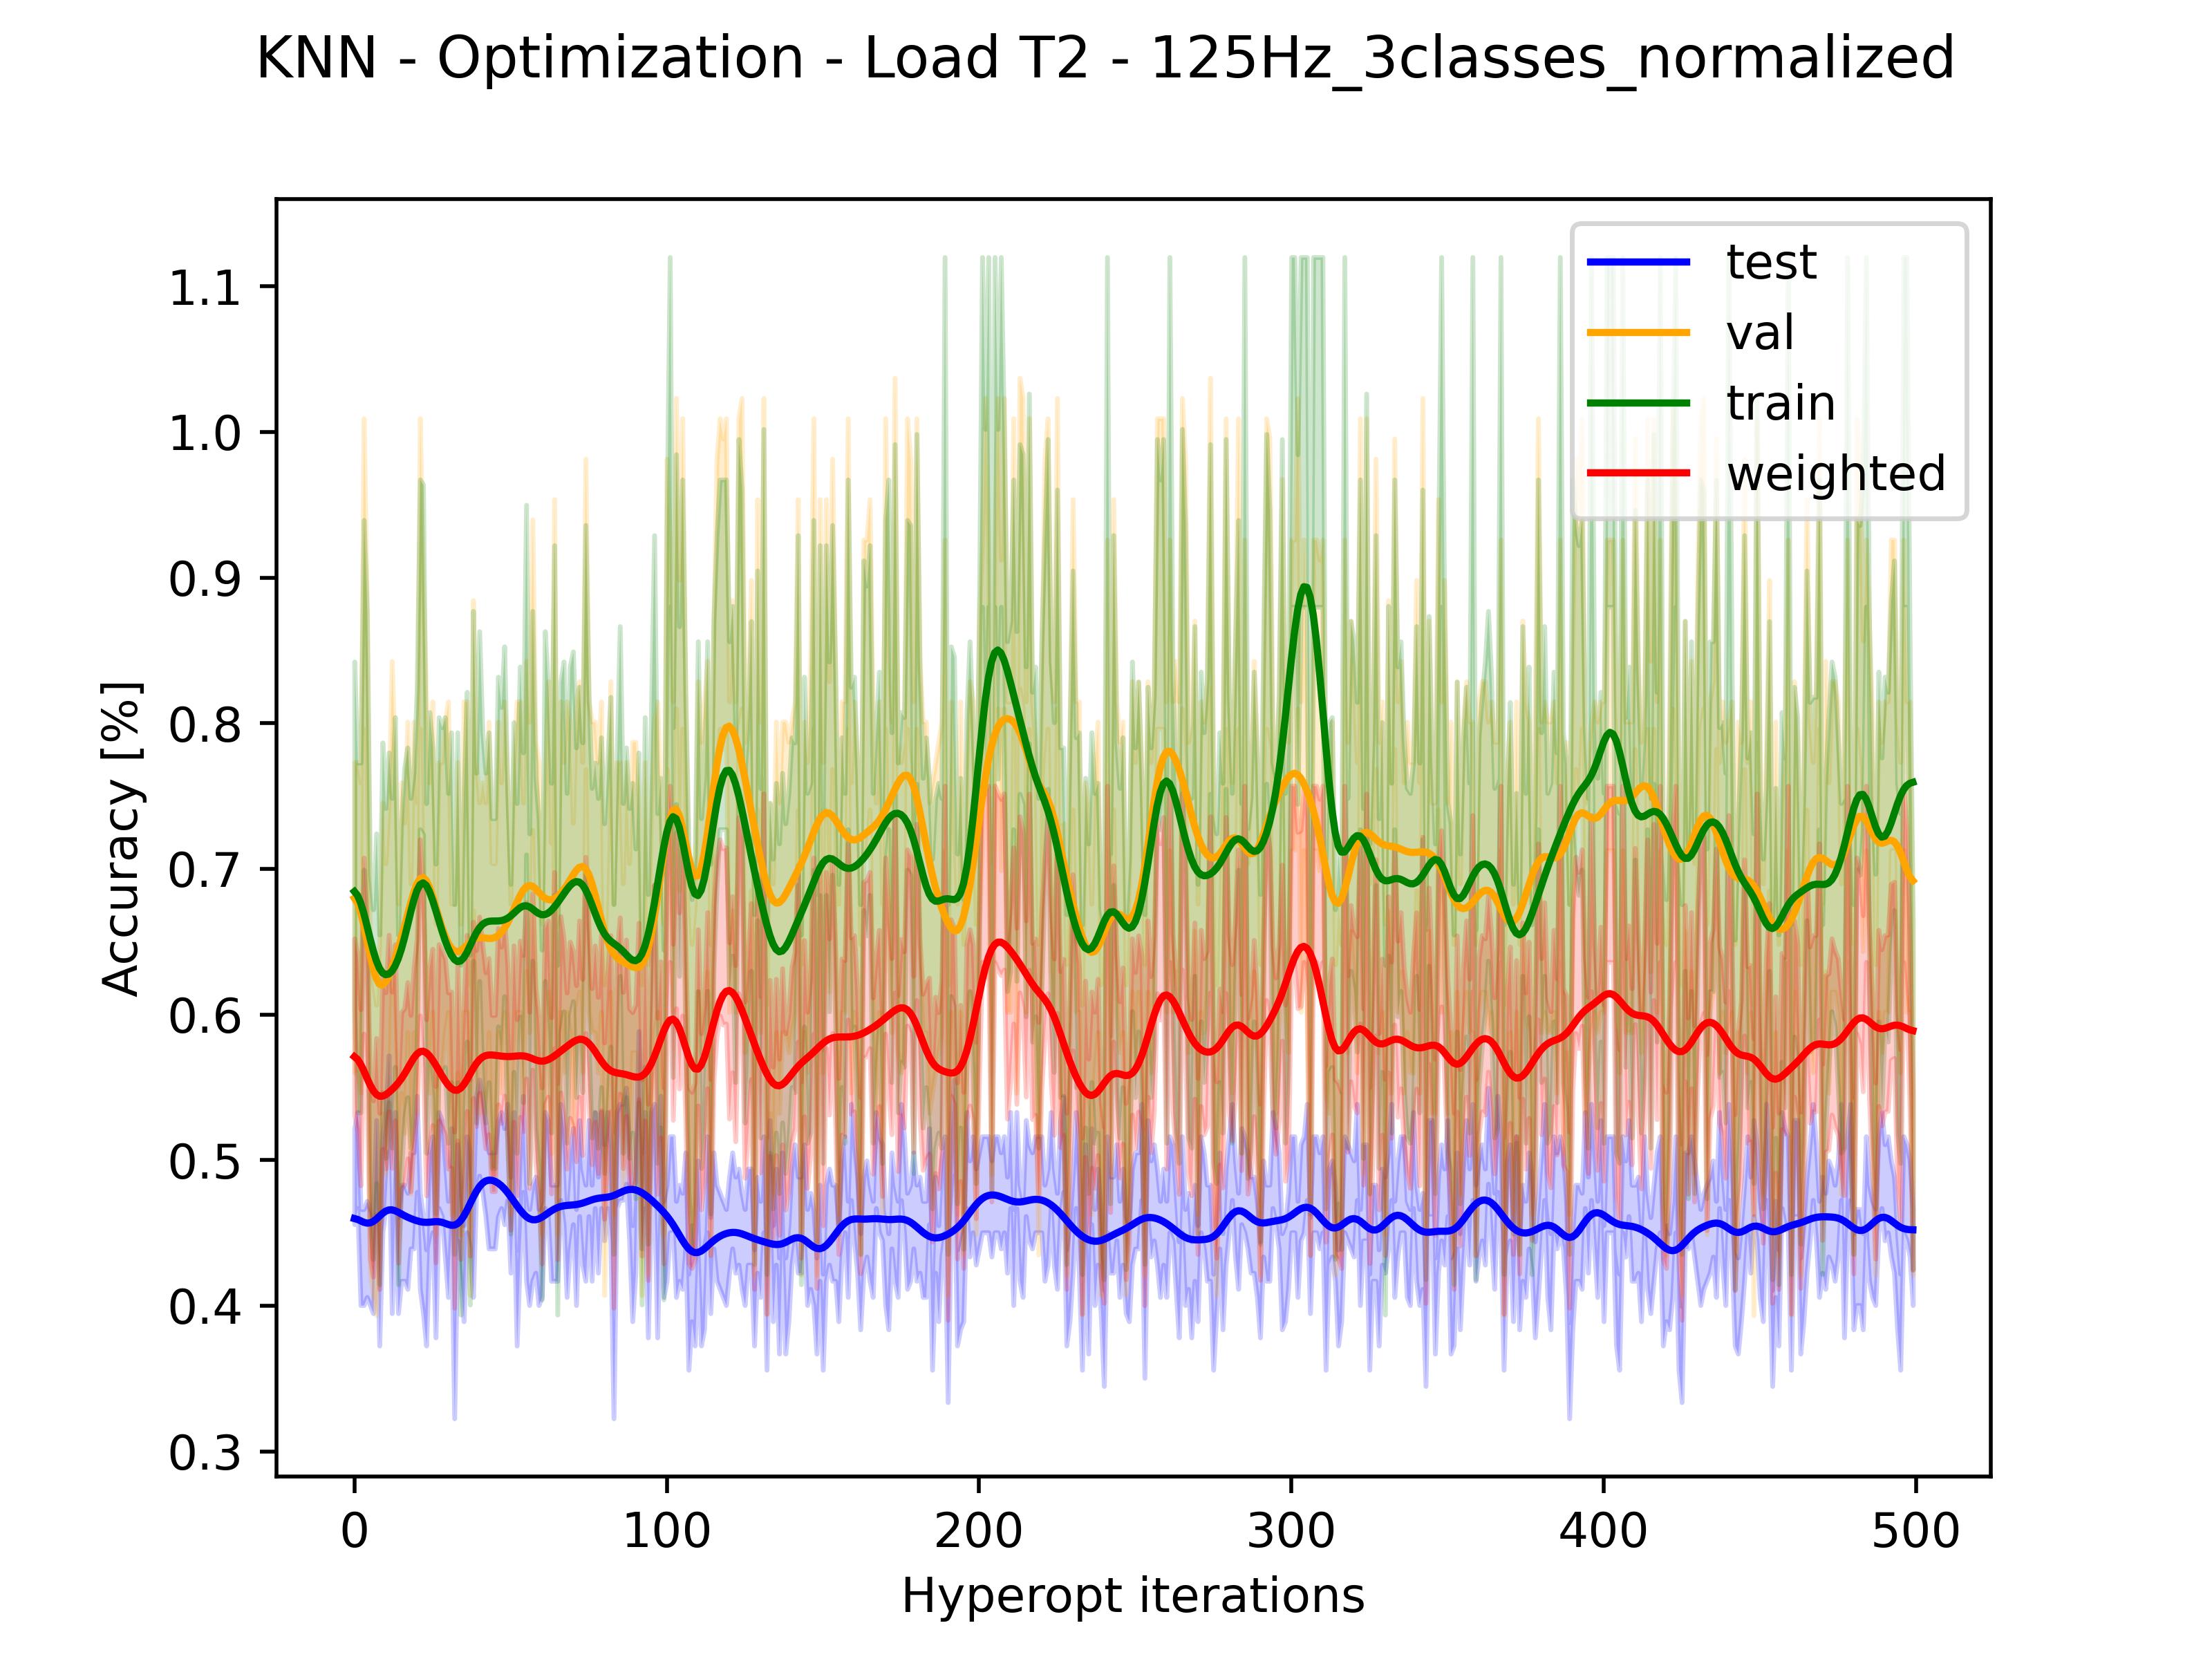 KNN - Optimization - Load T2 - 125Hz_3classes_normalized
test
val
train
weighted
Accuracy [%]
1.1
1.0
0.9
0.8
0.7
0.6
0.5
0.4
0.3
0 100 200 300 400 500
Hyperopt iterations